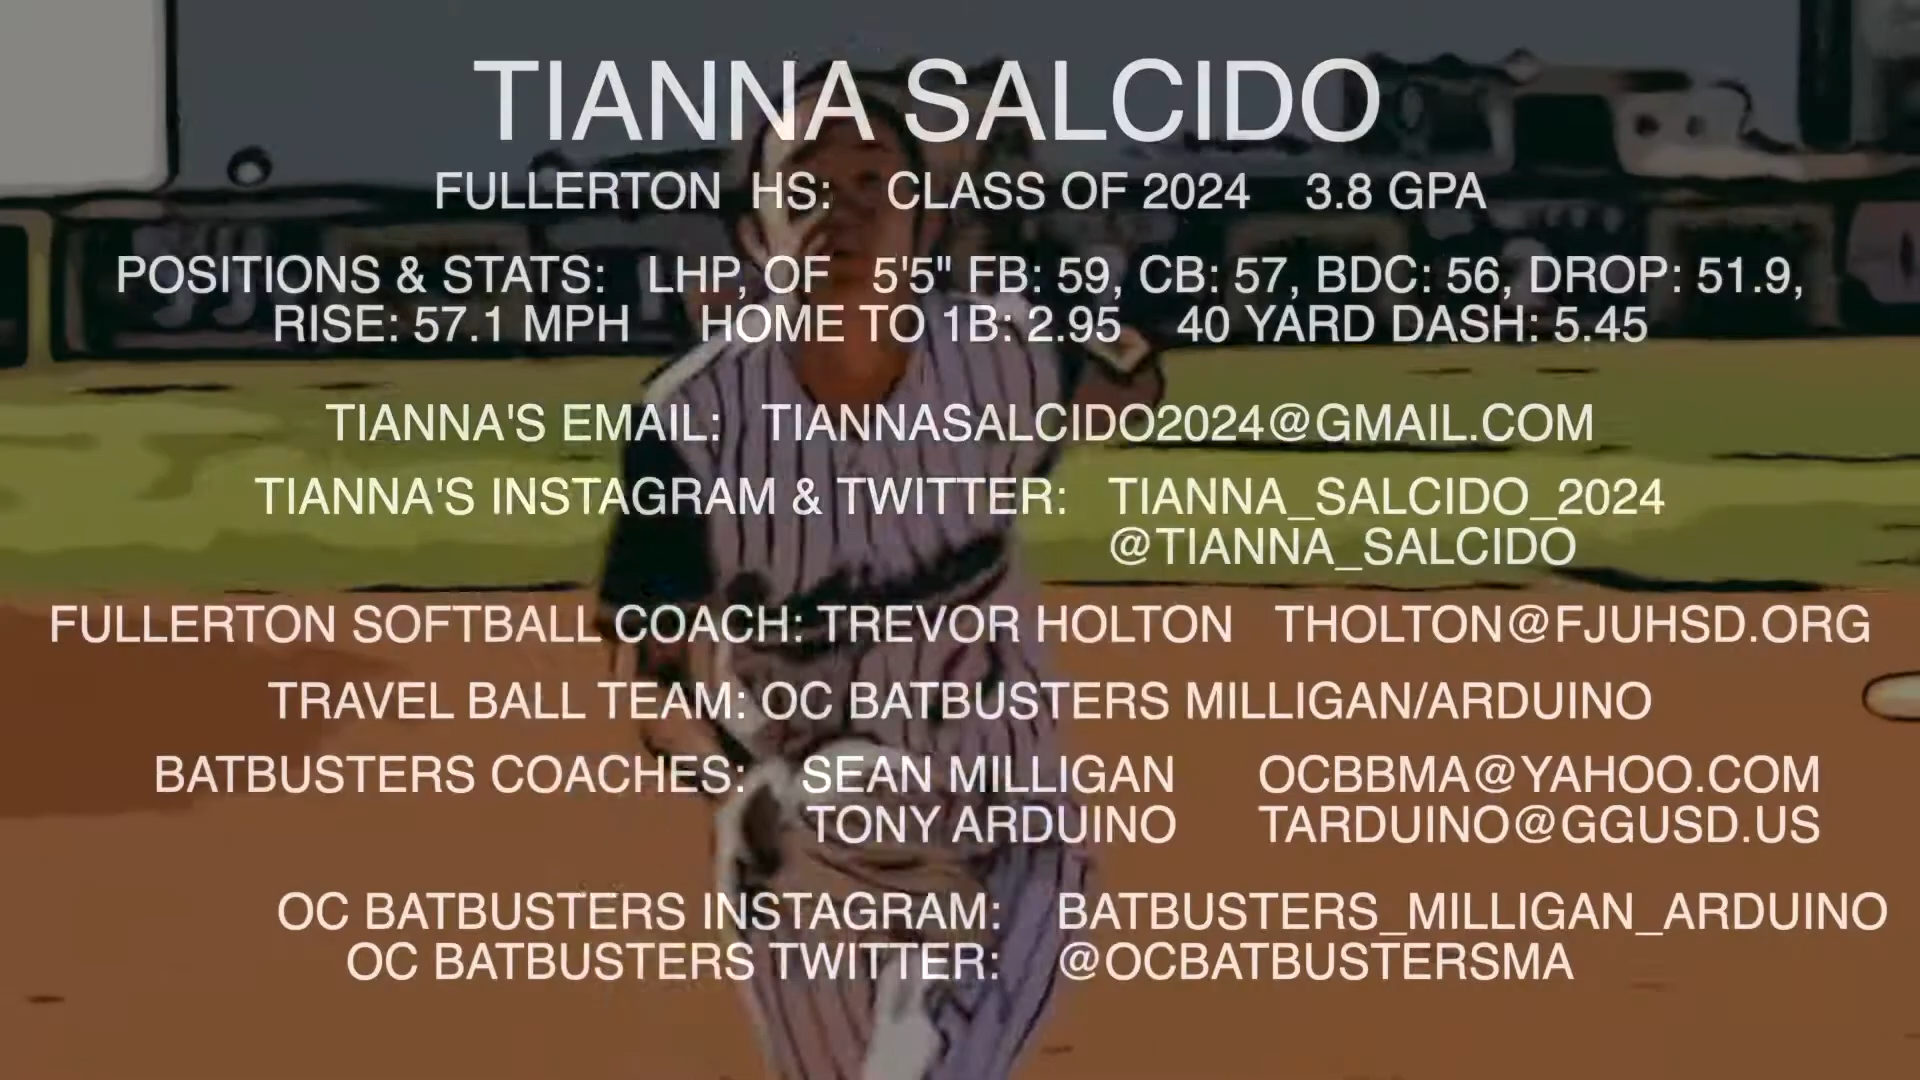 TIANNA SALCIDO
FULLERTON HS: CLASS OF 2024 3.8 GPA
POSITIONS & STATS: LHP, OF 5'5" FB: 59, CB: 57, BDC: 56, DROP: 51.9,
RISE: 57.1 MPH HOME TO 1B: 2.95 40 YARD DASH: 5.45
TIANNA'S EMAIL: TIANNASALCIDO2024@GMAIL.COM
TIANNA'S INSTAGRAM & TWITTER: TIANNA_SALCIDO_2024
@TIANNA_SALCIDO
FULLERTON SOFTBALL COACH: TREVOR HOLTON THOLTON@FJUHSD.ORG
TRAVEL BALL TEAM: OC BATBUSTERS MILLIGAN/ARDUINO
BATBUSTERS COACHES: SEAN MILLIGAN OCBBMA@YAHOO.COM
TONY ARDUINO TARDUINO@GGUSD.US
OC BATBUSTERS INSTAGRAM: BATBUSTERS_MILLIGAN_ARDUINO
OC BATBUSTERS TWITTER: @OCBATBUSTERSMA